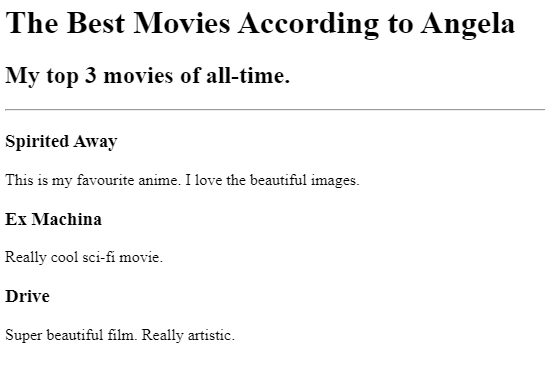 The Best Movies According to Angela
My top 3 movies of all-time.
Spirited Away
This is my favourite anime. I love the beautiful images.
Ex Machina
Really cool sci-fi movie.
Drive
Super beautiful film. Really artistic.